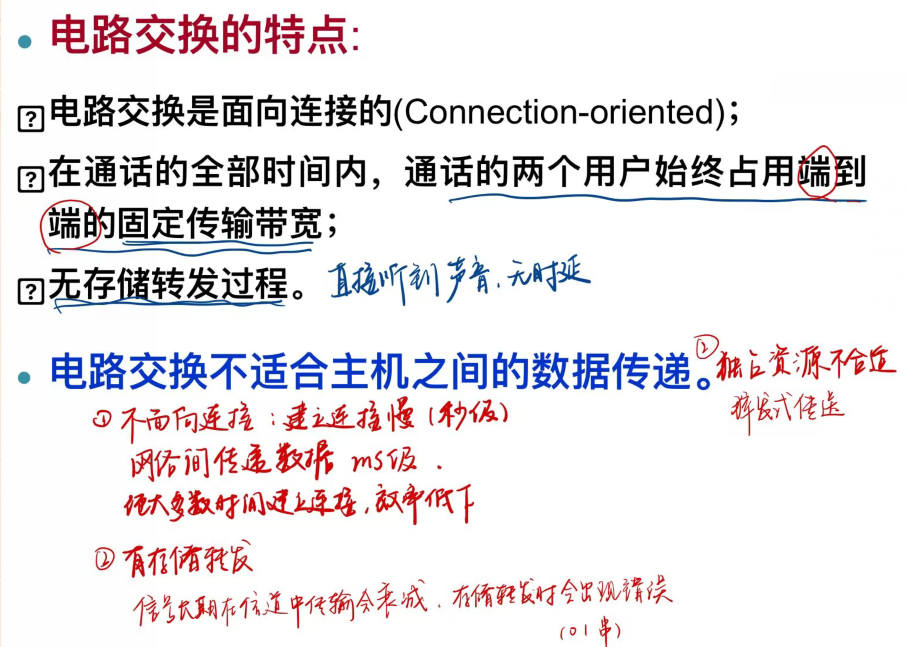 • 电路交换的特点:
?电路交换是面向连接的(Connection-oriented)；
?在通话的全部时间内，通话的两个用户始终占用端到
端的固定传输带宽；
?无存储转发过程。 直接听到声音，无时延
• 电路交换不适合主机之间的数据传递。②独占资源不合适
猝发式传送
① 不面向连接：建立连接慢(秒级)
网络间传递数据 ms级．
绝大多数时间建立连接，效率低下
② 有存储转发
信号长期在信道中传输会衰减．存储转发时会出现错误
(01串)